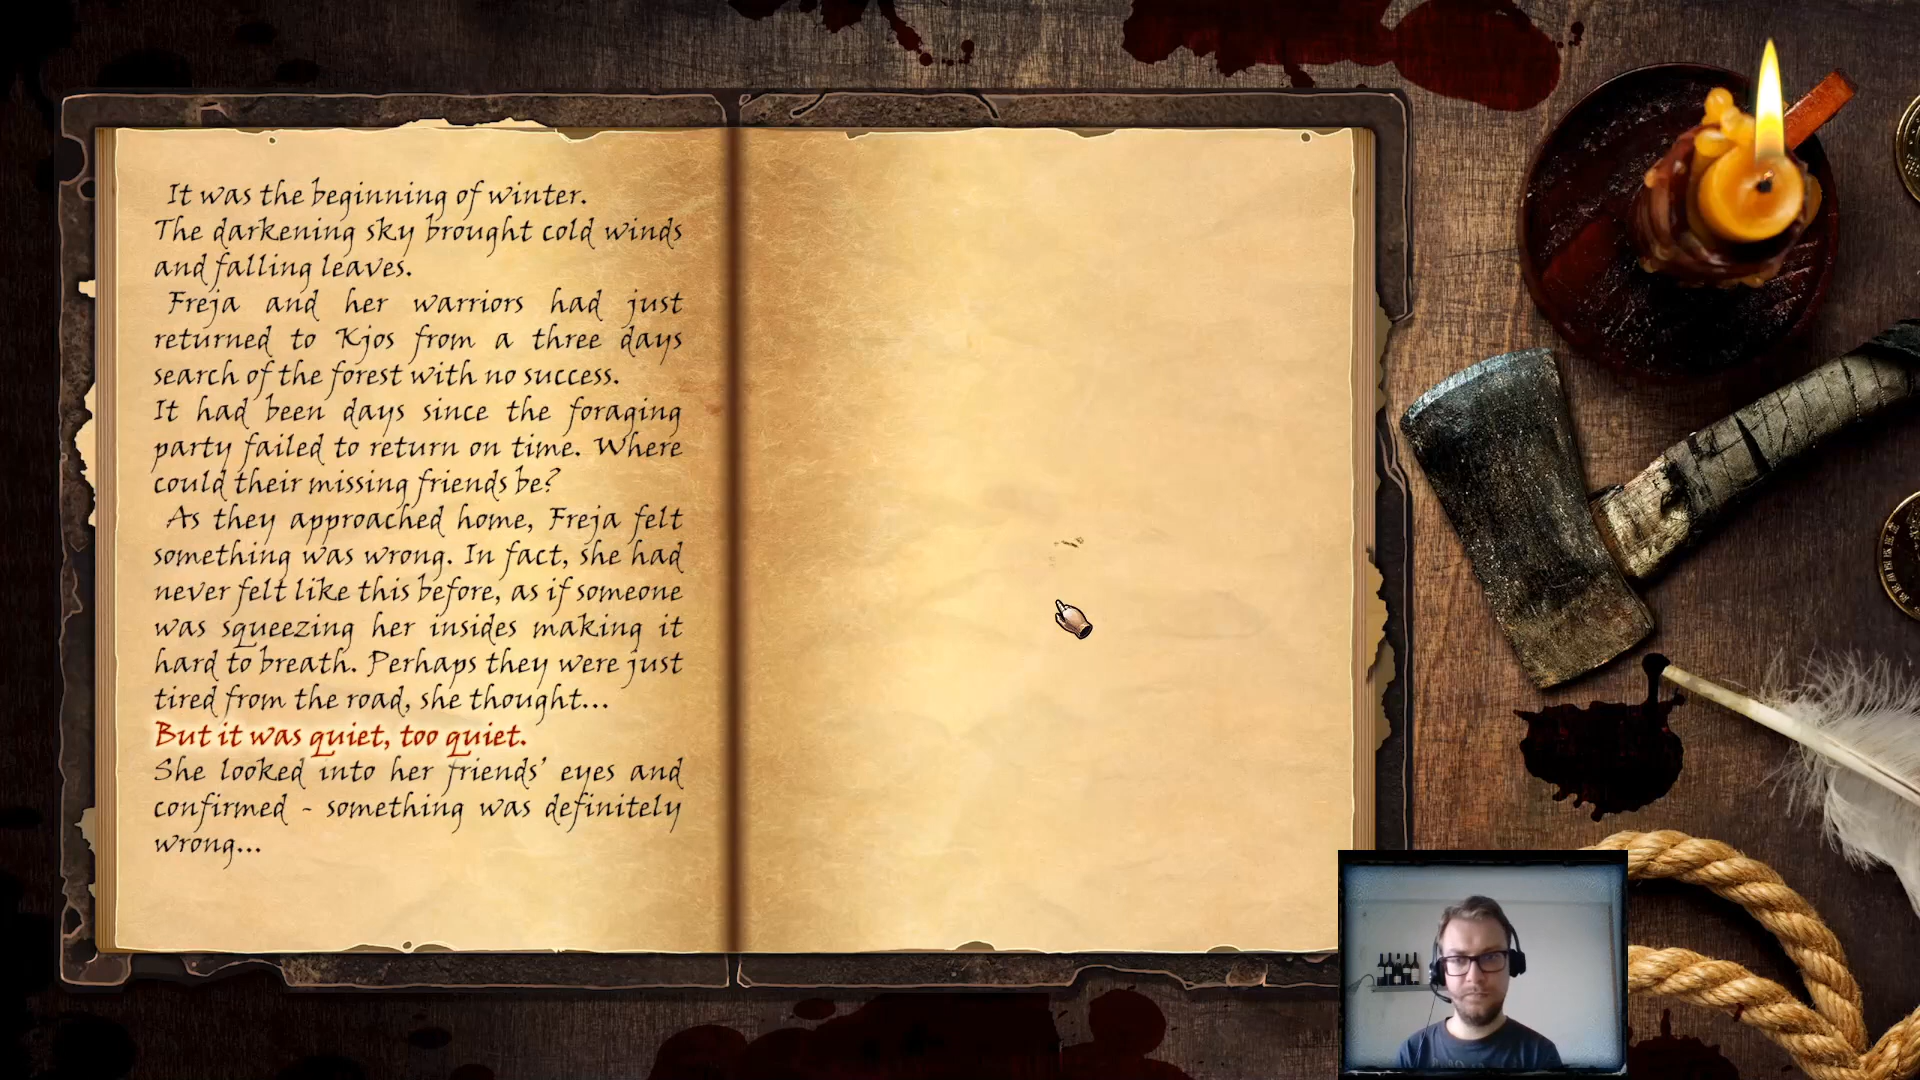 It was the beginning of winter.
The darkening sky brought cold winds
and falling leaves.
Freja and her warriors had just
returned to Kjos from a three days
search of the forest with no success.
It had been days since the foraging
party failed to return on time. Where
could their missing friends be?
As they approached home, Freja felt
something was wrong. In fact, she had
never felt like this before, as if someone
was squeezing her insides making it
hard to breath. Perhaps they were just
tired from the road, she thought...
But it was quiet, too quiet.
She looked into her friends' eyes and
confirmed - something was definitely
wrong...